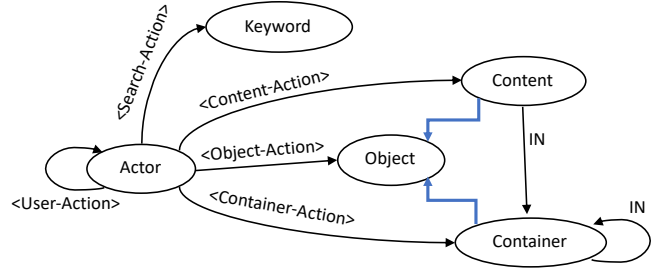 Keyword
<Search-Action>
<Content-Action>
Content
<Object-Action>
Object
IN
Actor
<User-Action>
<Container-Action>
IN
Container